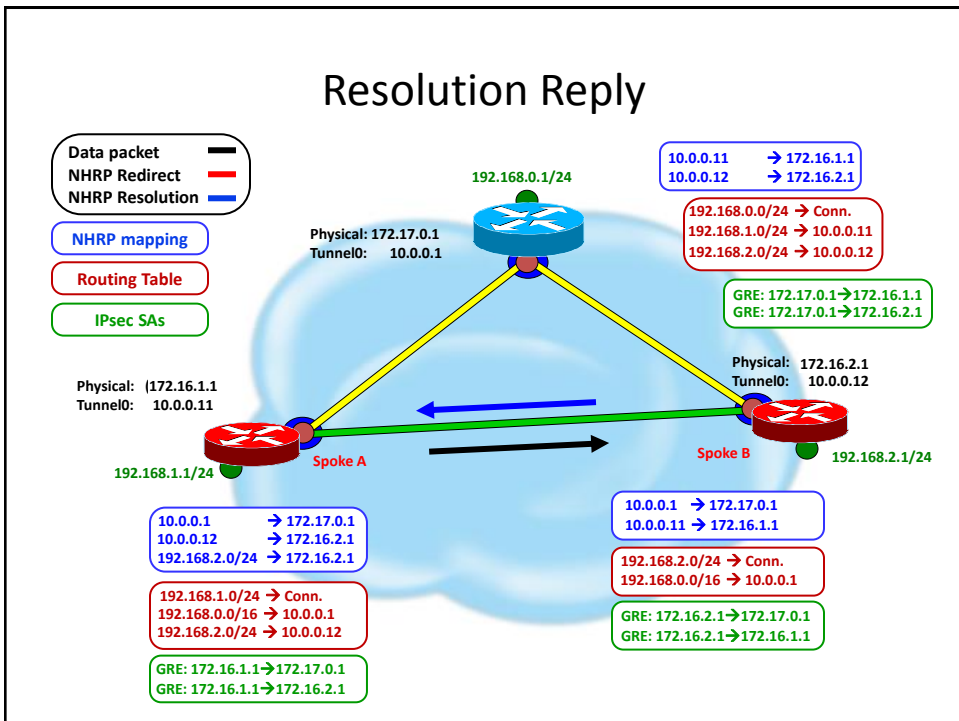 Resolution Reply
Data packet
NHRP Redirect
NHRP Resolution
NHRP mapping
Routing Table
IPsec SAs
192.168.0.1/24
Physical: 172.17.0.1
Tunnel0: 10.0.0.1
10.0.0.11 → 172.16.1.1
10.0.0.12 → 172.16.2.1
192.168.0.0/24 → Conn.
192.168.1.0/24 → 10.0.0.11
192.168.2.0/24 → 10.0.0.12
GRE: 172.17.0.1→172.16.1.1
GRE: 172.17.0.1→172.16.2.1
Physical: (172.16.1.1
Tunnel0: 10.0.0.11
Physical: 172.16.2.1
Tunnel0: 10.0.0.12
Spoke A
Spoke B
192.168.1.1/24
192.168.2.1/24
10.0.0.1 → 172.17.0.1
10.0.0.12 → 172.16.2.1
192.168.2.0/24 → 172.16.2.1
192.168.1.0/24 → Conn.
192.168.0.0/16 → 10.0.0.1
192.168.2.0/24 → 10.0.0.12
GRE: 172.16.1.1→172.17.0.1
GRE: 172.16.1.1→172.16.2.1
10.0.0.1 → 172.17.0.1
10.0.0.11 → 172.16.1.1
192.168.2.0/24 → Conn.
192.168.0.0/16 → 10.0.0.1
GRE: 172.16.2.1→172.17.0.1
GRE: 172.16.2.1→172.16.1.1